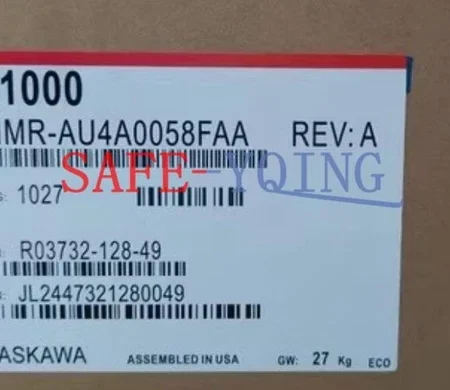 1000
MR-AU4A0058FAA REV: A
SAFE-YQING
S: 1027
R03732-128-49
JL2447321280049
ASKAWA ASSEMBLED IN USA GW: 27 Kg ECO